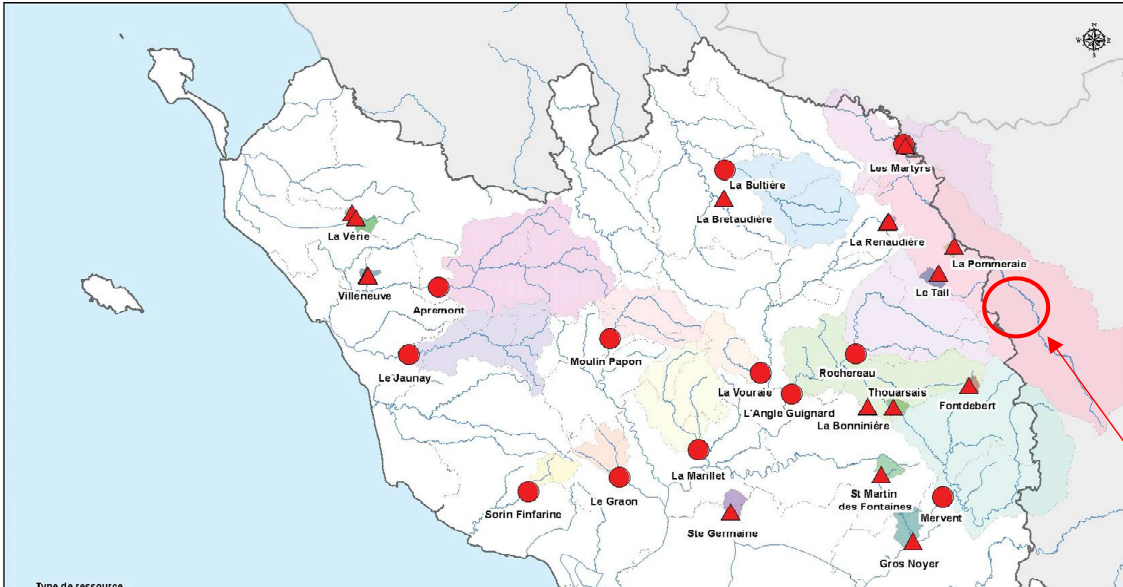 N
W
E
S
Les Martyrs
La Bultière
La Bretaudière
La Vérie
La Renaudière
La Pommeraie
Le Tail
Villeneuve
Apremont
Moulin Papon
Rochereau
Le Jaunay
La Vouraie
Thouarsais
Fontdebert
L'Angle Guignard
La Bonninière
La Marillet
St Martin
des Fontaines
Le Graon
Sorin Finfarine
Mervent
Ste Germaine
Gros Noyer
Type de ressource